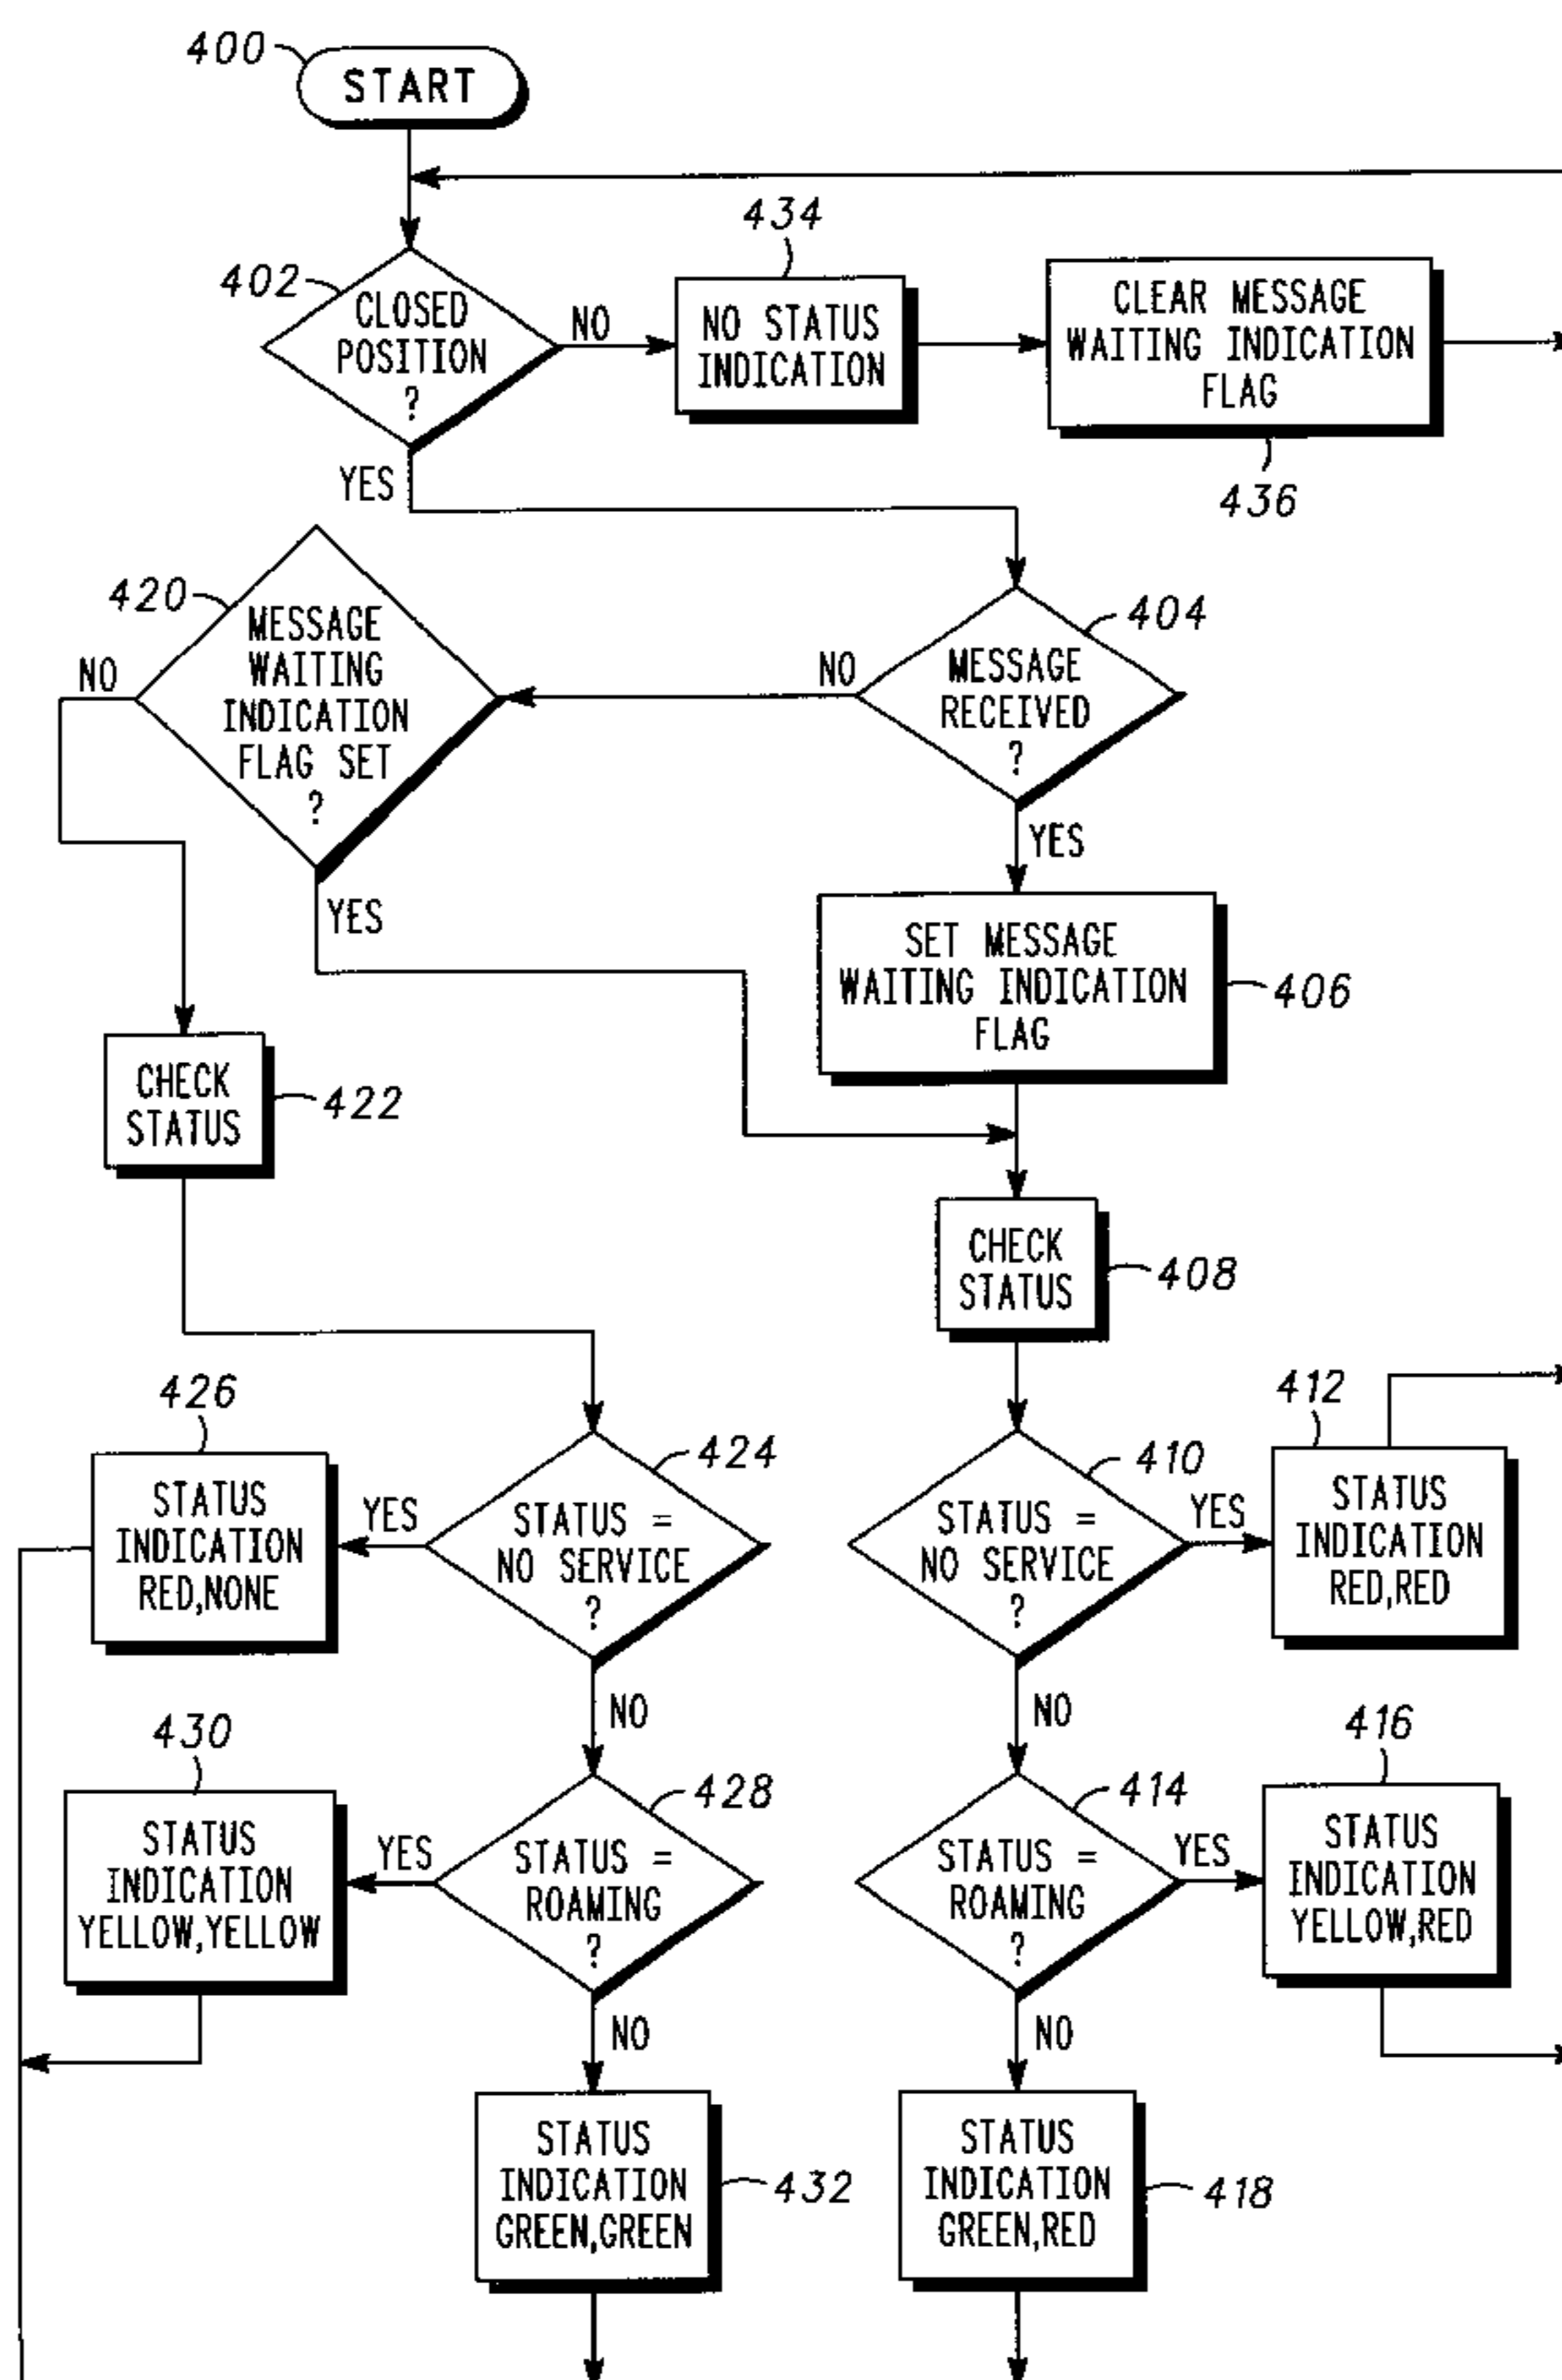 400
START
434
402
CLOSED
POSITION
?
NO
NO STATUS
INDICATION
CLEAR MESSAGE
WAITING INDICATION
FLAG
436
YES
420
MESSAGE
WAITING
INDICATION
FLAG SET
?
NO
YES
404
MESSAGE
RECEIVED
?
NO
YES
SET MESSAGE
WAITING INDICATION
FLAG
406
CHECK
STATUS
422
CHECK
STATUS
408
426
STATUS
INDICATION
RED,NONE
YES
424
STATUS =
NO SERVICE
?
NO
410
STATUS =
NO SERVICE
?
YES
NO
412
STATUS
INDICATION
RED,RED
430
STATUS
INDICATION
YELLOW,YELLOW
YES
428
STATUS =
ROAMING
?
NO
414
STATUS =
ROAMING
?
YES
NO
416
STATUS
INDICATION
YELLOW,RED
STATUS
INDICATION
GREEN,GREEN
432
STATUS
INDICATION
GREEN,RED
418